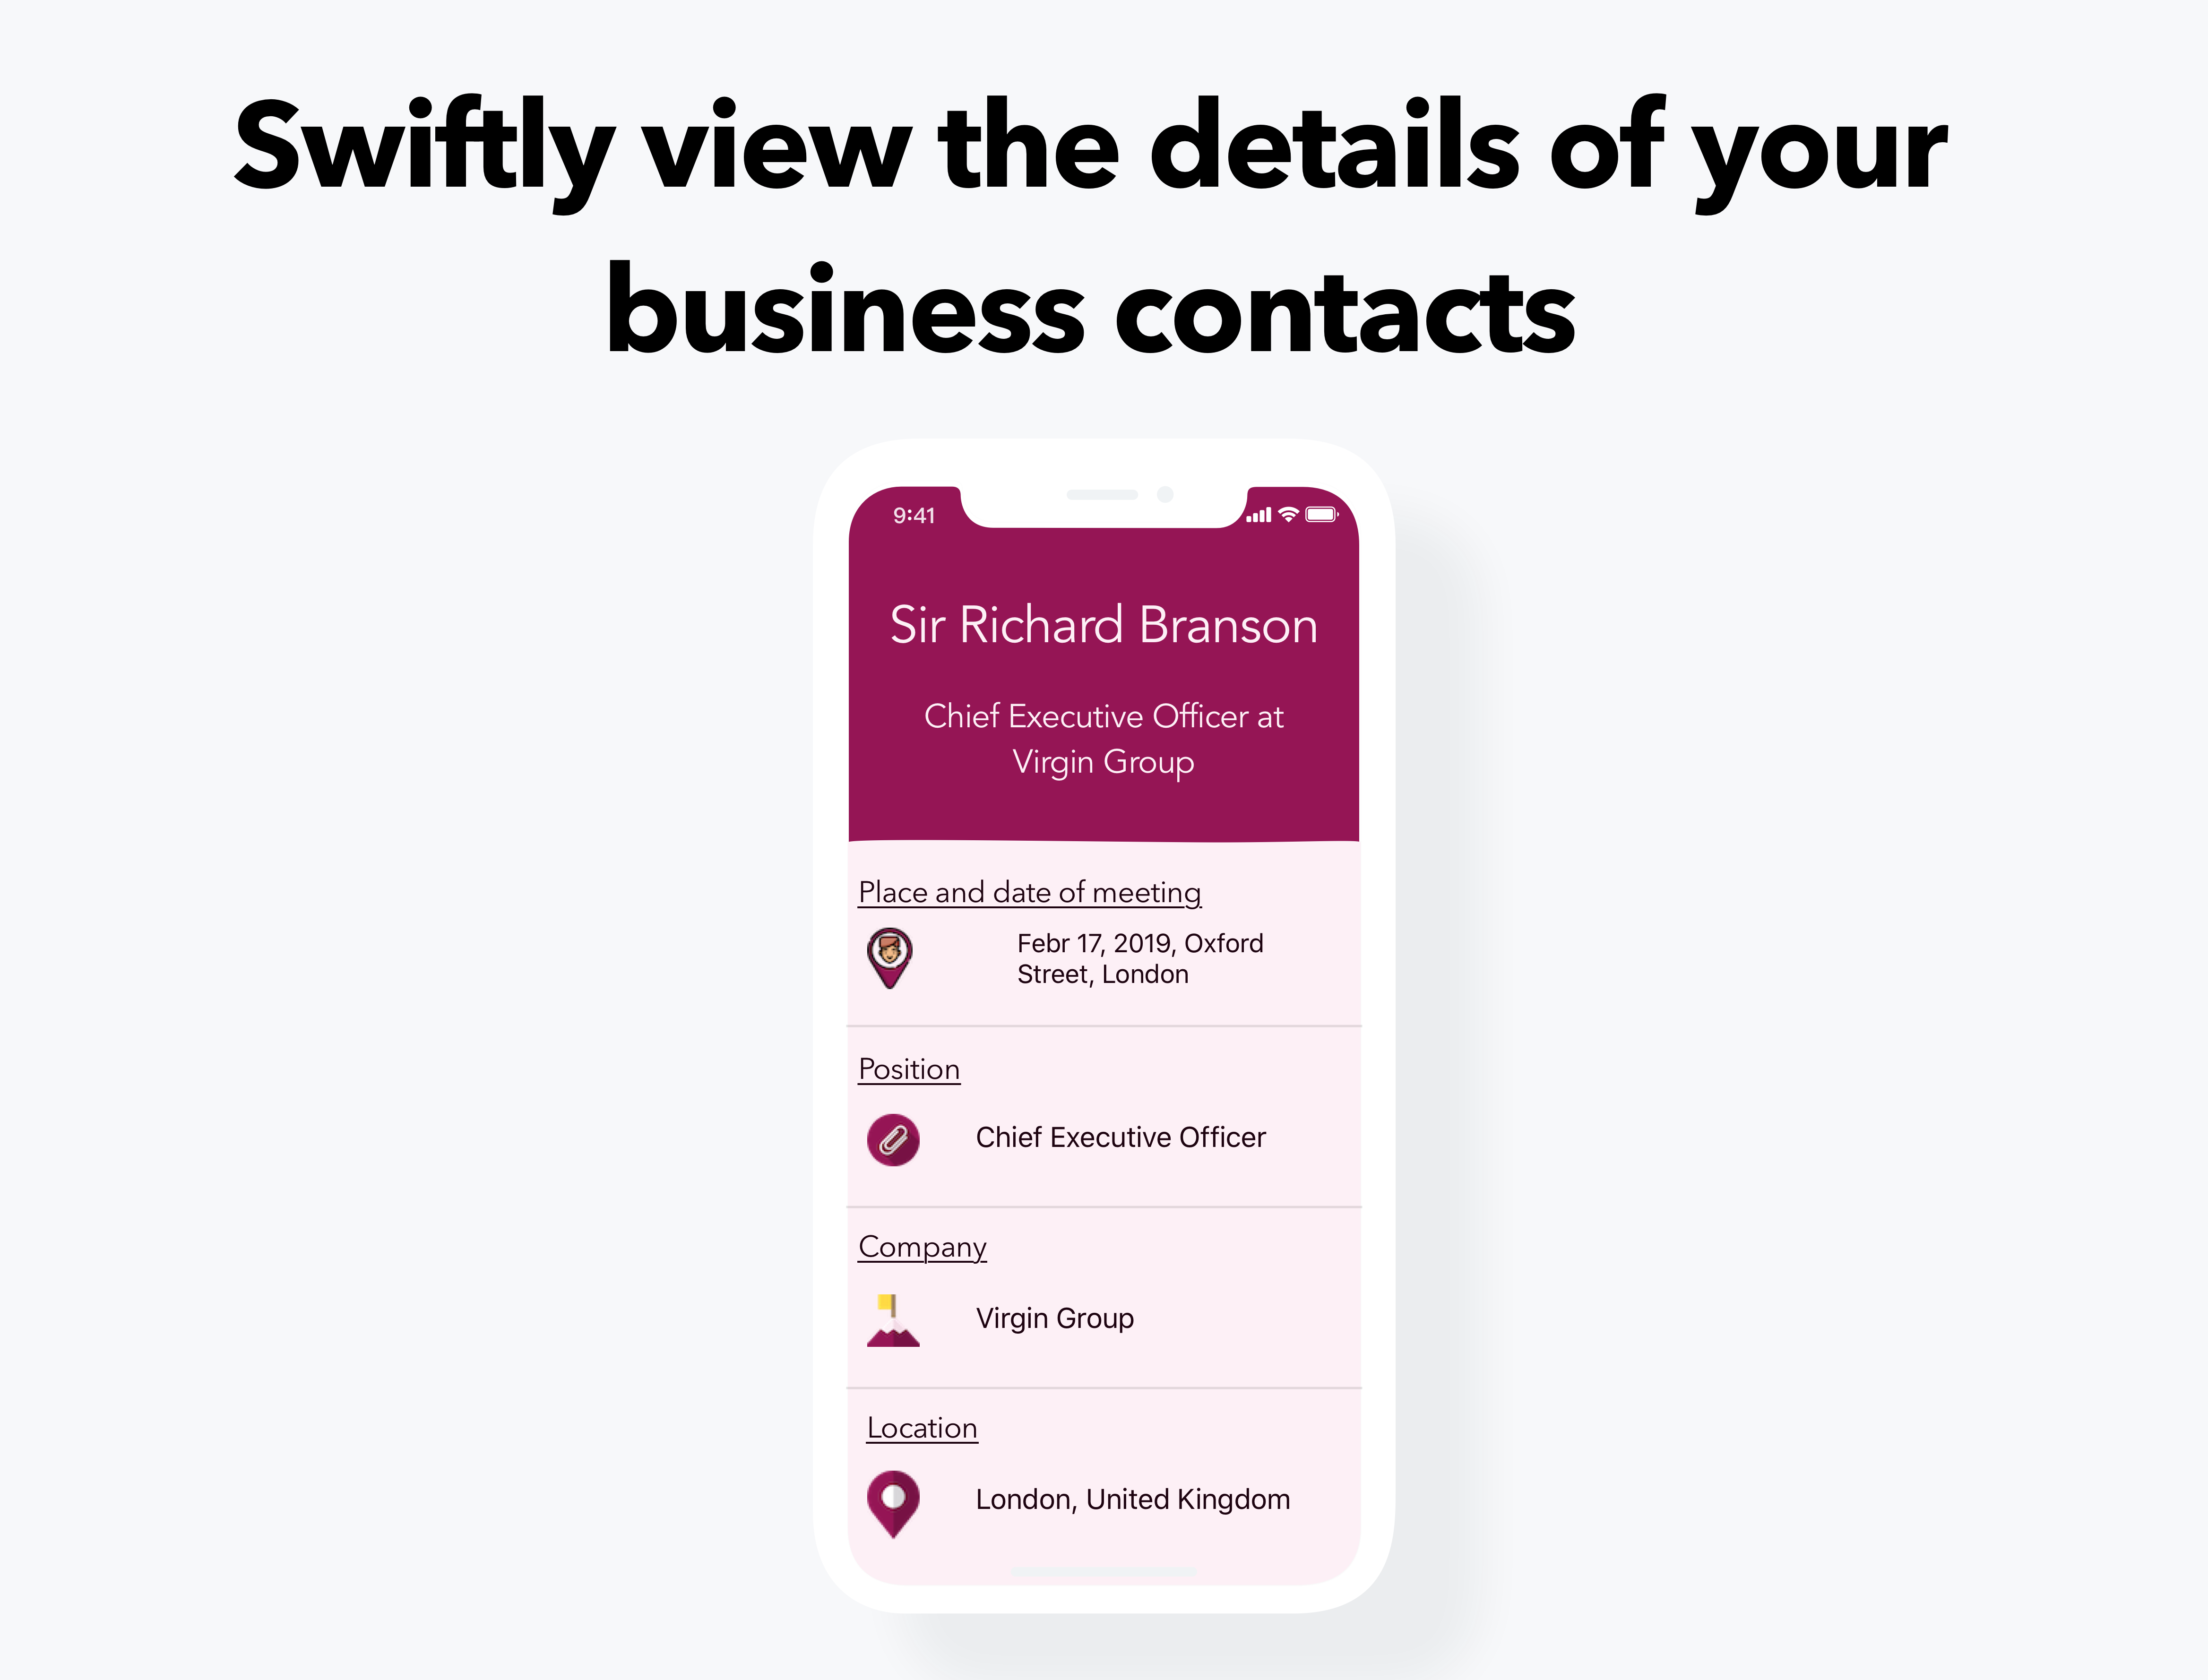 Swiftly view the details of your
business contacts
9:41
Sir Richard Branson
Chief Executive Officer at
Virgin Group
Place and date of meeting
Febr 17, 2019, Oxford
Street, London
Position
Chief Executive Officer
Company
Virgin Group
Location
London, United Kingdom